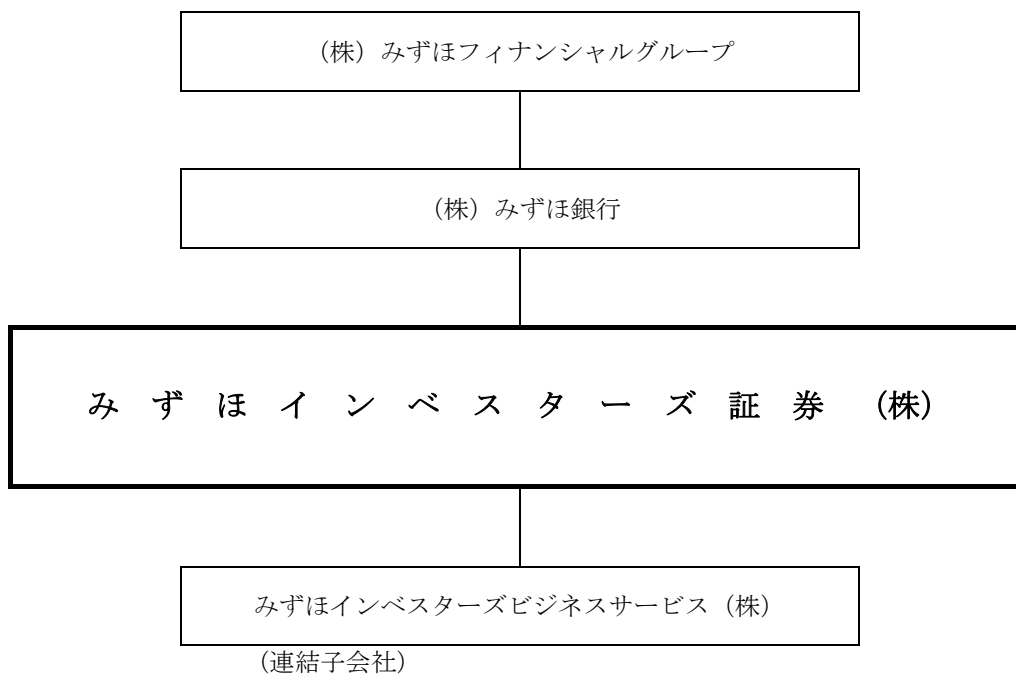 （株）みずほフィナンシャルグループ
（株）みずほ銀行
みずほインベスターズ証券　（株）
みずほインベスターズビジネスサービス（株）
（連結子会社）